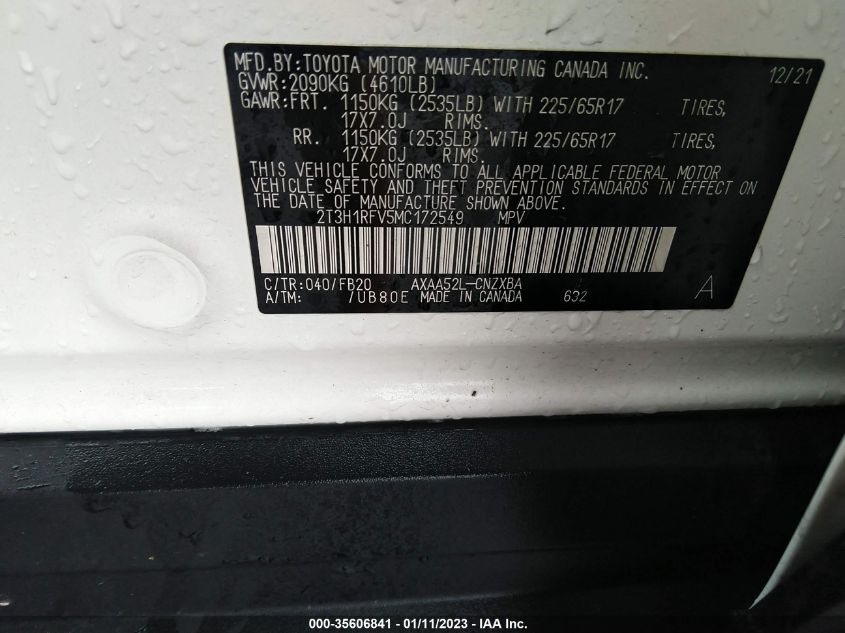 MFD.BY:TOYOTA MOTOR MANUFACTURING CANADA INC. 12/21
GVWR:2090KG (4610LB)
GAWR:FRT. 1150KG (2535LB) WITH 225/65R17 TIRES,
17X7.0J RIMS.
RR. 1150KG (2535LB) WITH 225/65R17 TIRES,
17X7.0J RIMS.
THIS VEHICLE CONFORMS TO ALL APPLICABLE FEDERAL MOTOR
VEHICLE SAFETY AND THEFT PREVENTION STANDARDS IN EFFECT ON
THE DATE OF MANUFACTURE SHOWN ABOVE.
2T3H1RFV5MC172549 MPV
C/TR:040/FB20 AXAA52L-CNZXBA
A/TM: /UB80E MADE IN CANADA 632 A
000-35606841 - 01/11/2023 - IAA Inc.